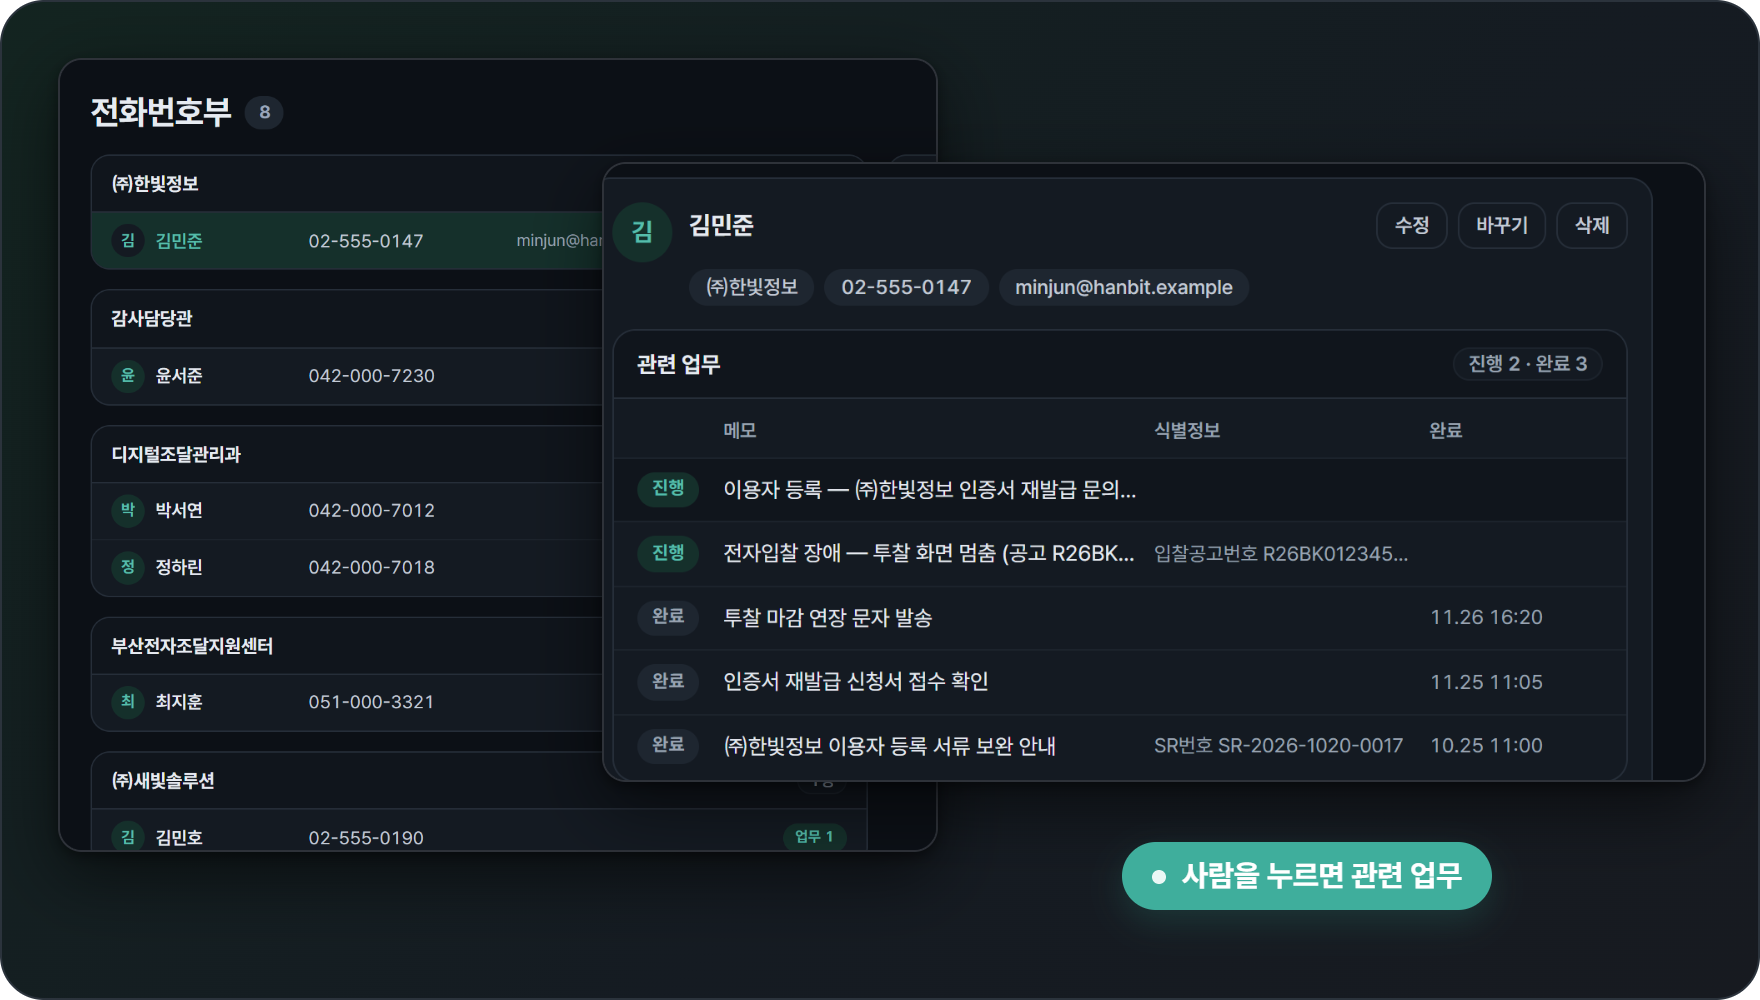 전화번호부 8
㈜한빛정보
김 김민준 02-555-0147
감사담당관
윤 윤서준 042-000-7230
디지털조달관리과
박 박서연 042-000-7012
정 정하린 042-000-7018
부산전자조달지원센터
최 최지훈 051-000-3321
㈜새빛솔루션
김 김민호 02-555-0190 업무 1
김 김민준 수정 바꾸기 삭제
㈜한빛정보 02-555-0147 minjun@hanbit.example
관련 업무 진행 2 · 완료 3
메모 식별정보 완료
진행 이용자 등록 — ㈜한빛정보 인증서 재발급 문의...
진행 전자입찰 장애 — 투찰 화면 멈춤 (공고 R26BK... 입찰공고번호 R26BK012345...
완료 투찰 마감 연장 문자 발송 11.26 16:20
완료 인증서 재발급 신청서 접수 확인 11.25 11:05
완료 ㈜한빛정보 이용자 등록 서류 보완 안내 SR번호 SR-2026-1020-0017 10.25 11:00
사람을 누르면 관련 업무